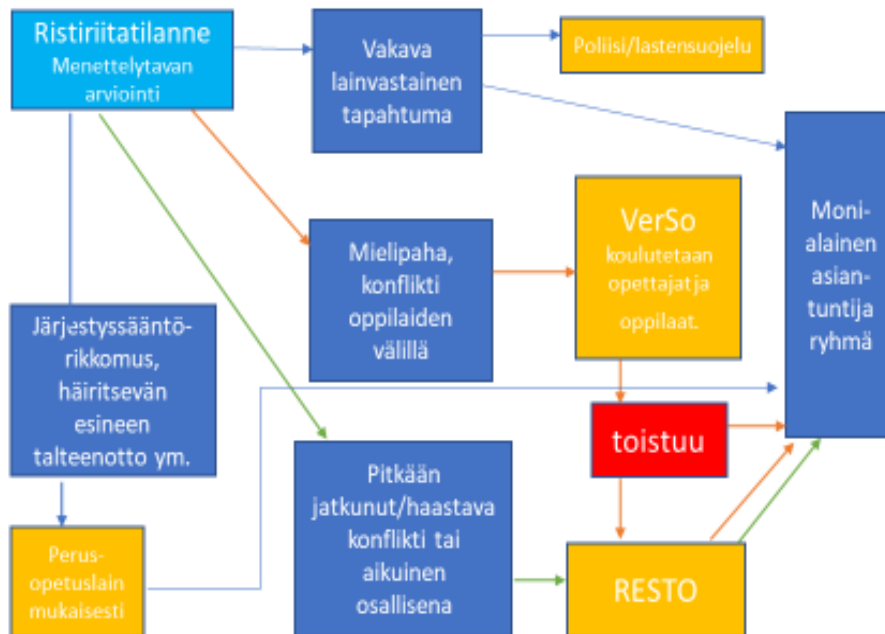 Ristiriitatilanne
Menettelytavan
arviointi
Vakava
lainvastainen
tapahtuma
Poliisi/lastensuojelu
Moni-
alainen
asian-
tuntija
ryhmä
Mielipaha,
konflikti
oppilaiden
välillä
VerSo
koulutetaan
opettajat ja
oppilaat.
Järjestyssääntö-
rikkomus,
häiritsevän
esineen
talteenotto ym.
toistuu
Pitkään
jatkunut/haastava
konflikti tai
aikuinen
osallisena
Perus-
opetuslain
mukaisesti
RESTO